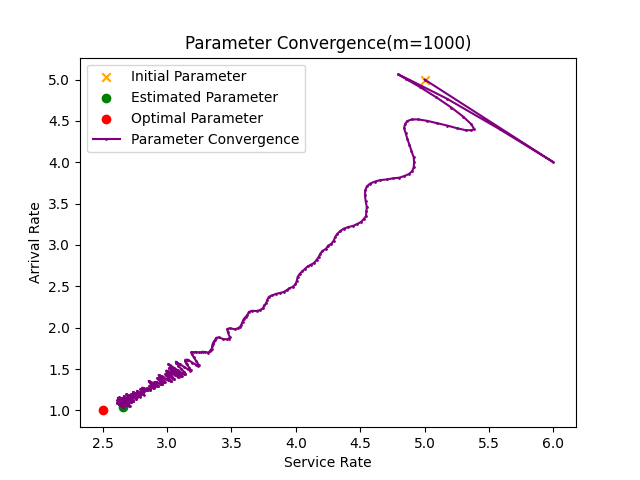 Parameter Convergence(m=1000)
Initial Parameter
Estimated Parameter
Optimal Parameter
Parameter Convergence
Arrival Rate
5.0
4.5
4.0
3.5
3.0
2.5
2.0
1.5
1.0
2.5 3.0 3.5 4.0 4.5 5.0 5.5 6.0
Service Rate